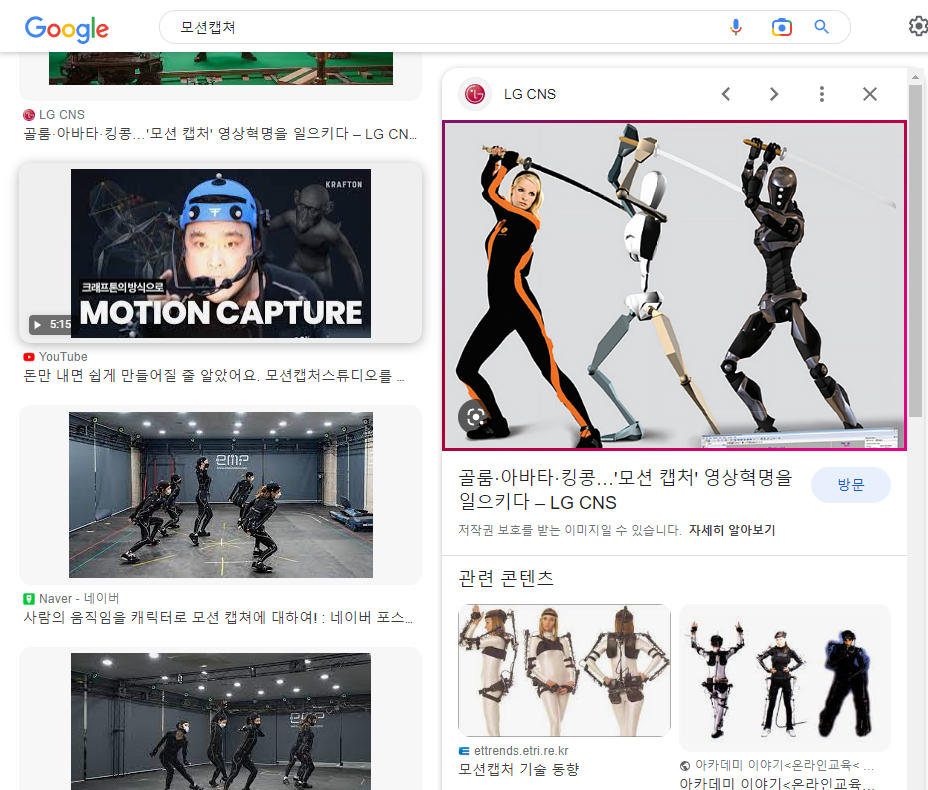 Google
모션캡쳐
LG CNS
골룸·아바타·킹콩…'모션 캡처' 영상혁명을 일으키다 – LG CN...
KRAFTON
크래프톤의 방식으로
MOTION CAPTURE
5:15
YouTube
돈만 내면 쉽게 만들어질 줄 알았어요. 모션캡처스튜디오를 ...
emp
Naver - 네이버
사람의 움직임을 캐릭터로 모션 캡쳐에 대하여! : 네이버 포스...
emp
LG CNS
골룸·아바타·킹콩…'모션 캡처' 영상혁명을
일으키다 – LG CNS
방문
저작권 보호를 받는 이미지일 수 있습니다. 자세히 알아보기
관련 콘텐츠
ettrends.etri.re.kr
모션캡처 기술 동향
아카데미 이야기<온라인교육< ...
아카데미 이야기<온라인교육...